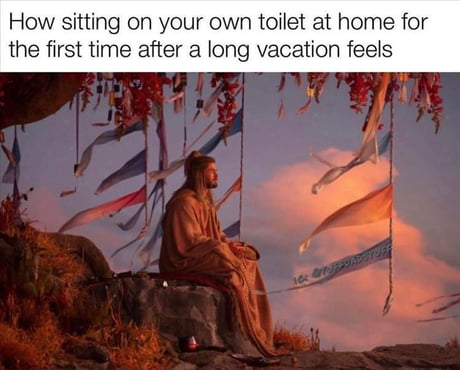 How sitting on your own toilet at home for
the first time after a long vacation feels